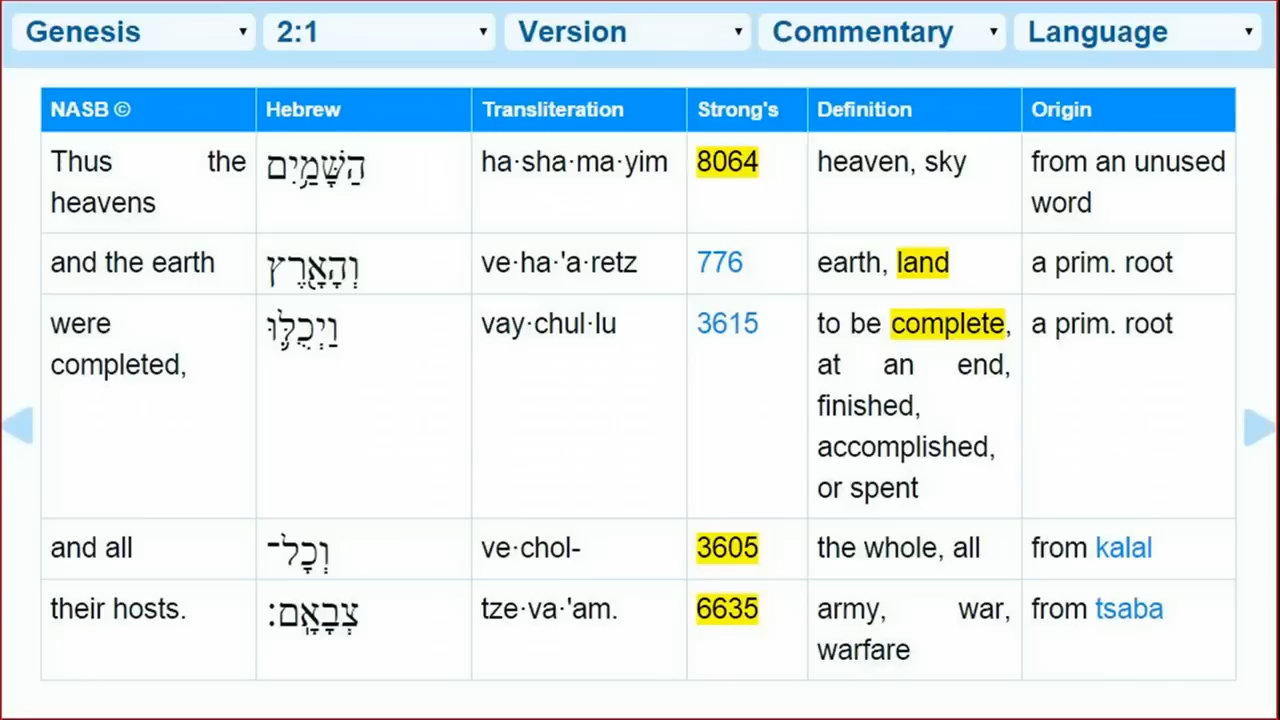 Genesis 2:1 Version Commentary Language
NASB © Hebrew Transliteration Strong's Definition Origin
Thus the heavens הַשָּׁמַ֥יִם ha·sha·ma·yim 8064 heaven, sky from an unused word
and the earth וְהָאָ֖רֶץ ve·ha·'a·retz 776 earth, land a prim. root
were completed, וַיְכֻלּ֛וּ vay·chul·lu 3615 to be complete, at an end, finished, accomplished, or spent a prim. root
and all וְכָל־ ve·chol- 3605 the whole, all from kalal
their hosts. צְבָאָֽם׃ tze·va·'am. 6635 army, war, warfare from tsaba